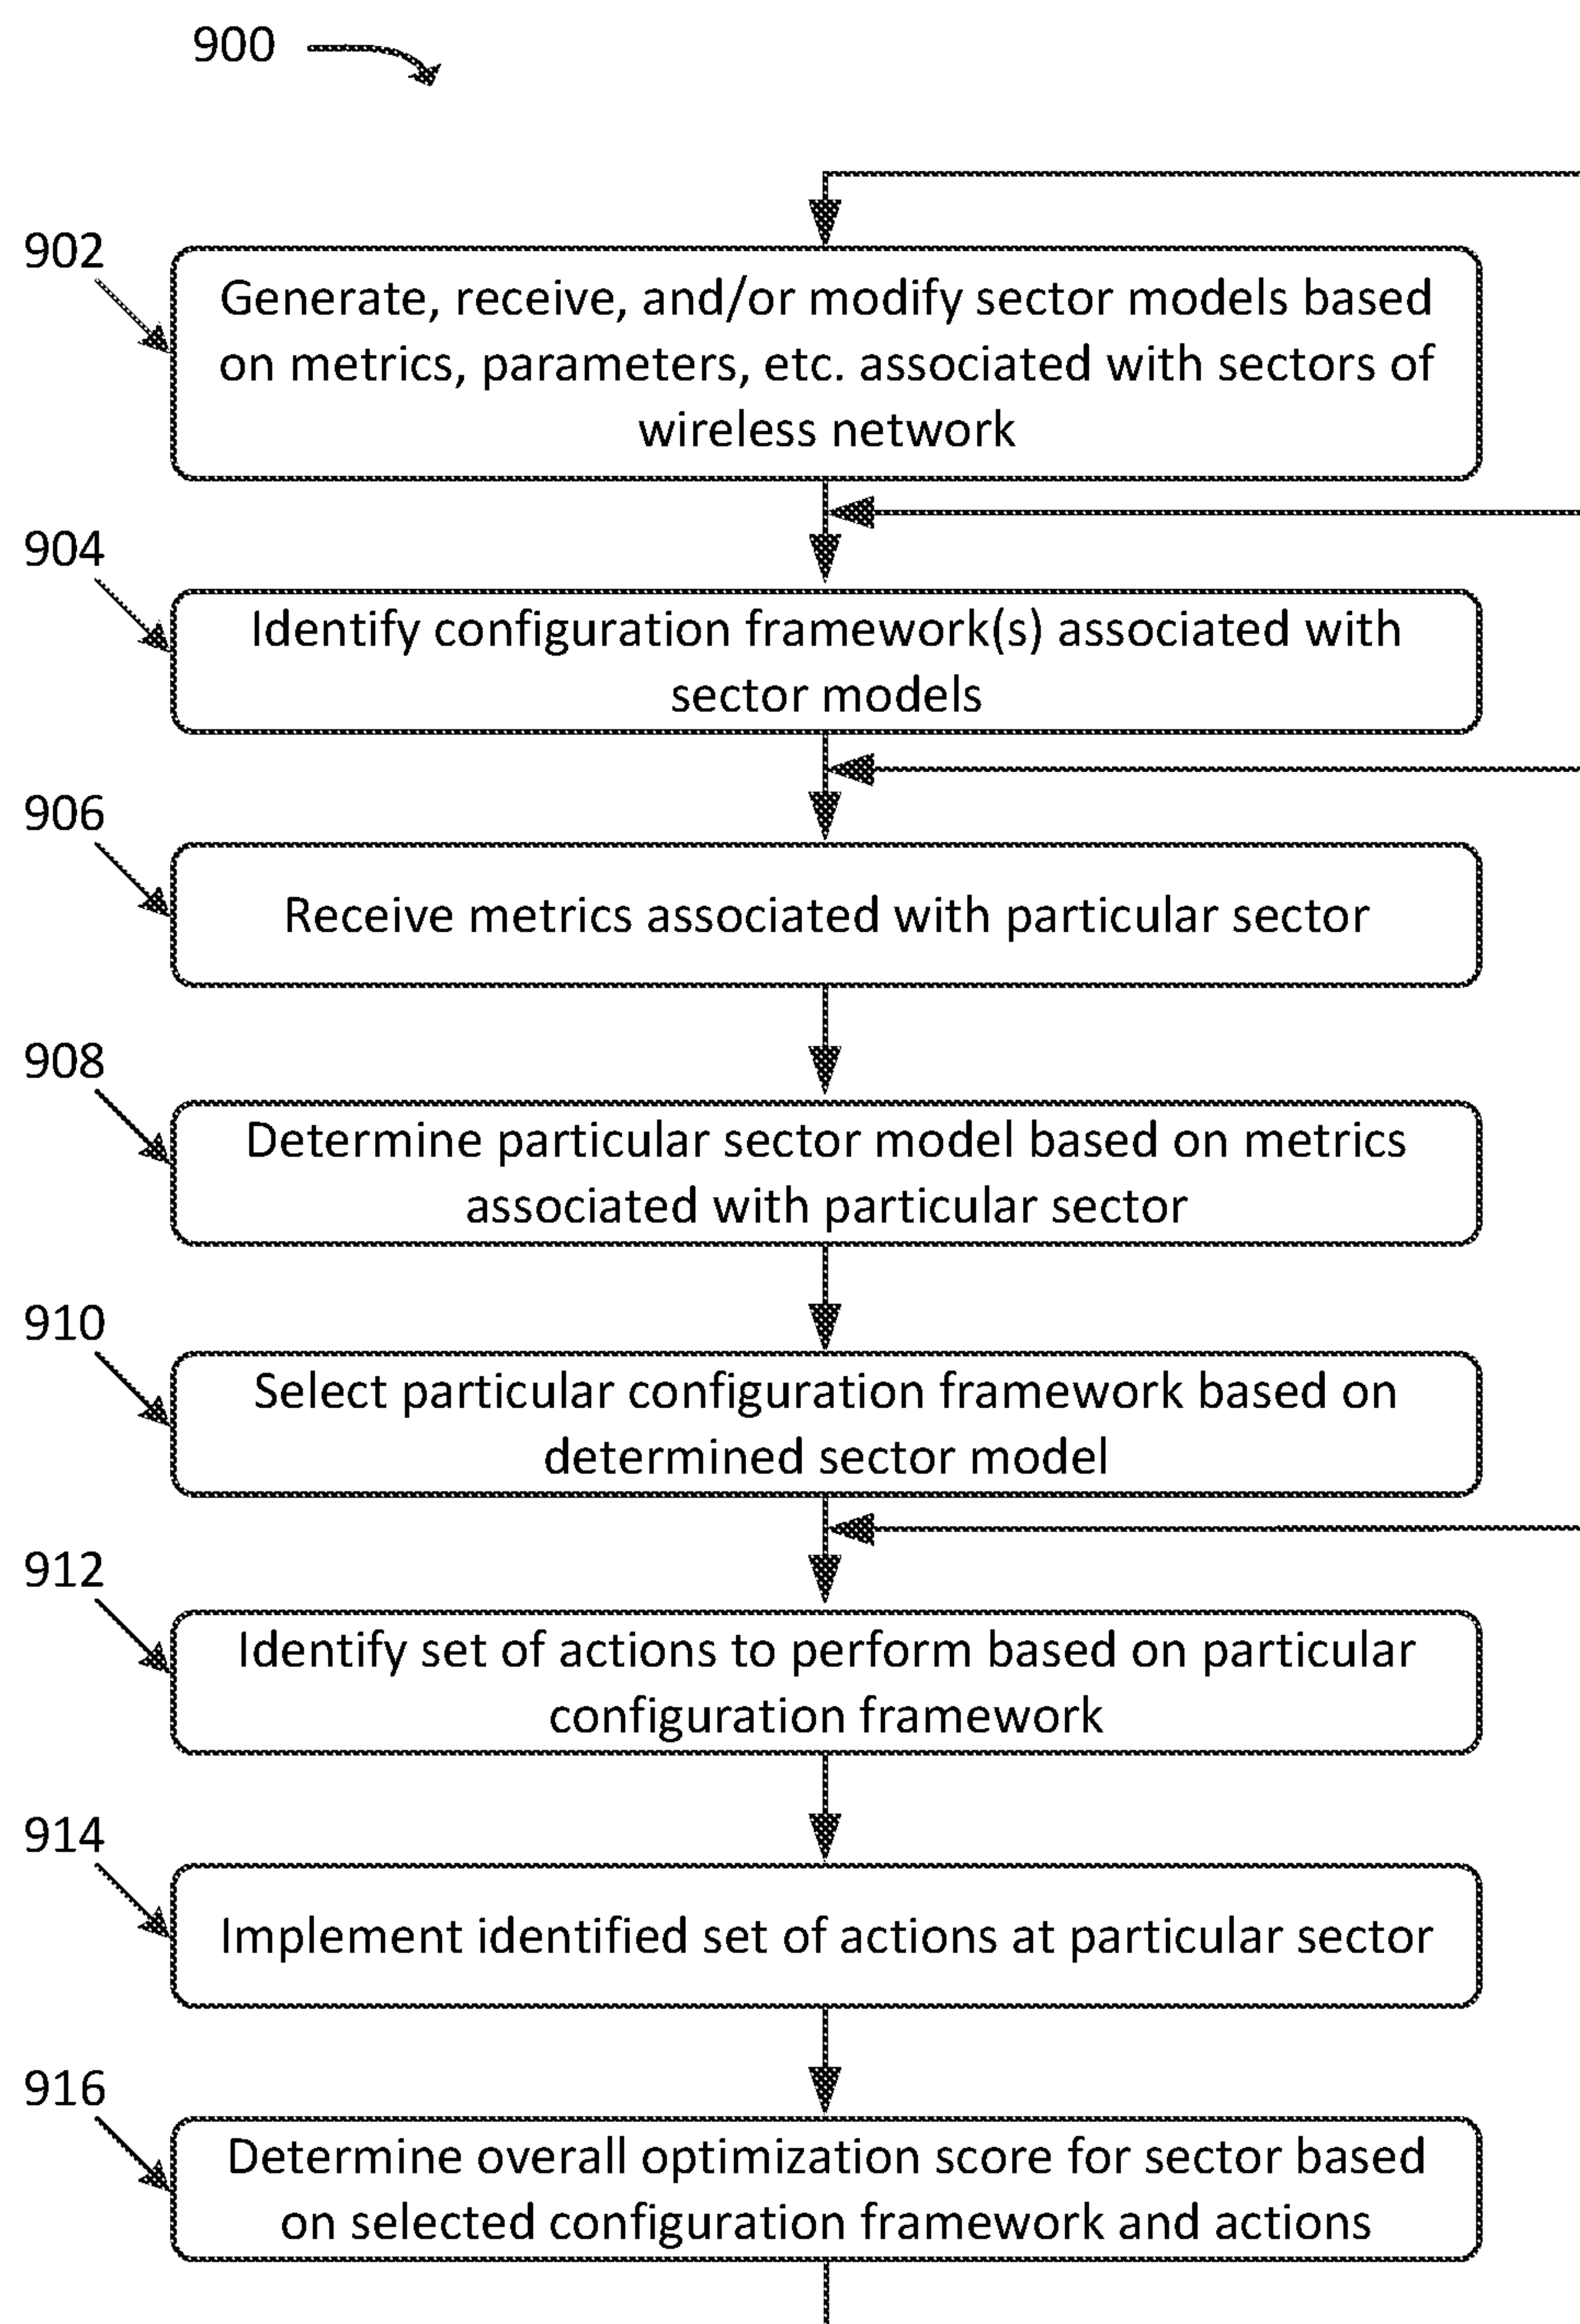 900
902
Generate, receive, and/or modify sector models based
on metrics, parameters, etc. associated with sectors of
wireless network
904
Identify configuration framework(s) associated with
sector models
906
Receive metrics associated with particular sector
908
Determine particular sector model based on metrics
associated with particular sector
910
Select particular configuration framework based on
determined sector model
912
Identify set of actions to perform based on particular
configuration framework
914
Implement identified set of actions at particular sector
916
Determine overall optimization score for sector based
on selected configuration framework and actions